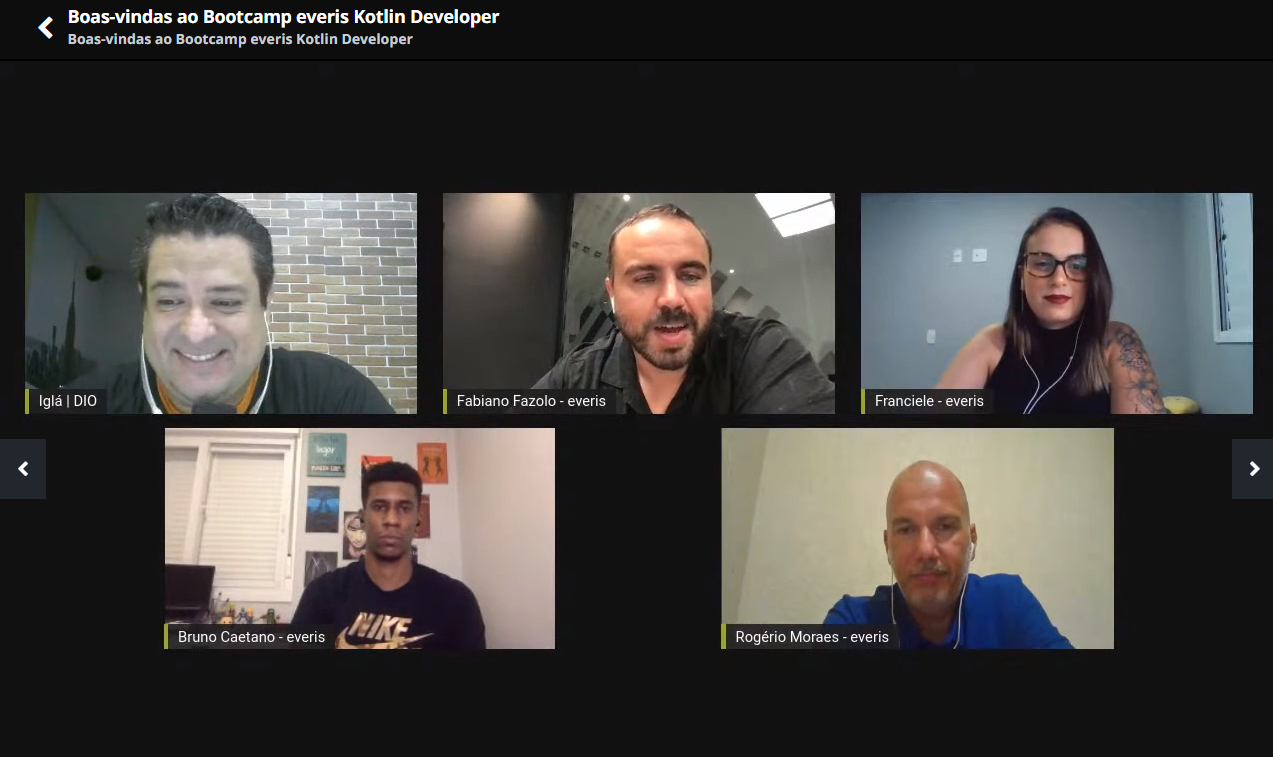 Boas-vindas ao Bootcamp everis Kotlin Developer
Boas-vindas ao Bootcamp everis Kotlin Developer
Iglá | DIO
Fabiano Fazolo - everis
Franciele - everis
NIKE
Bruno Caetano - everis
Rogério Moraes - everis